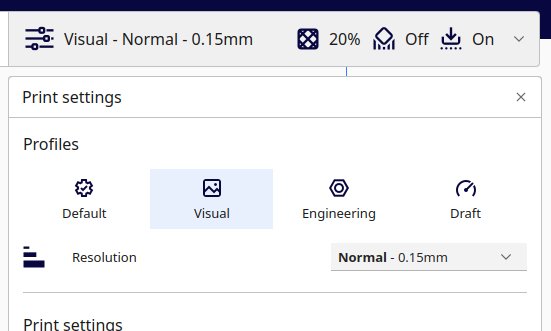 Visual - Normal - 0.15mm 20% Off On
Print settings
Profiles
Default Visual Engineering Draft
Resolution Normal - 0.15mm
Print settings